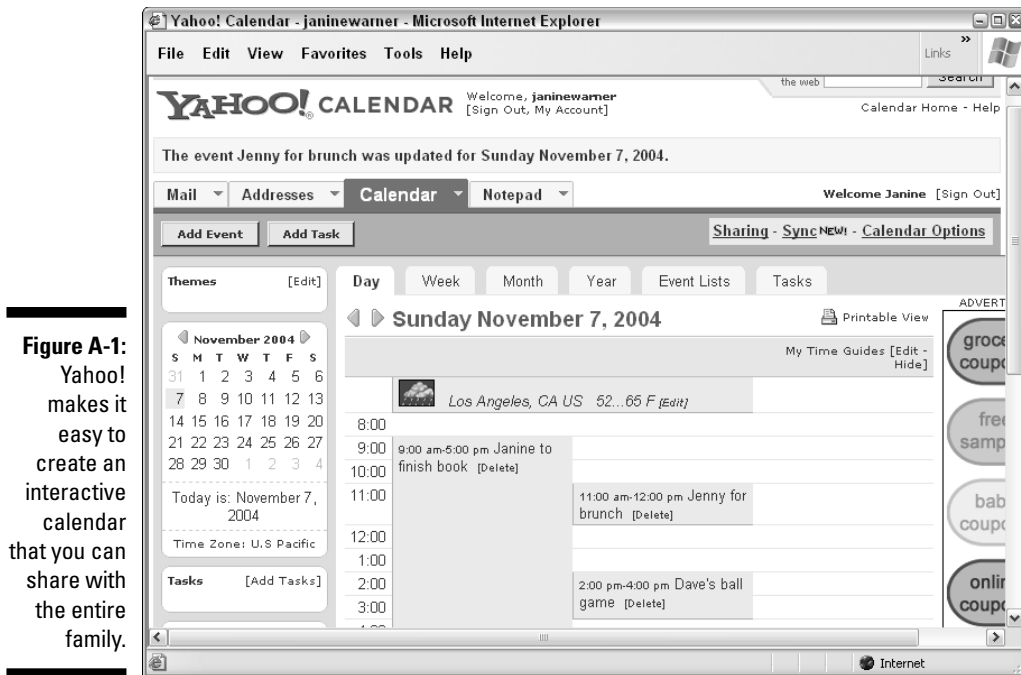 Yahoo! Calendar - janinewarner - Microsoft Internet Explorer
File Edit View Favorites Tools Help
Links »
the web
Search
YAHOO! CALENDAR
Welcome, janinewarner
[Sign Out, My Account]
Calendar Home - Help
The event Jenny for brunch was updated for Sunday November 7, 2004.
Mail Addresses Calendar Notepad
Welcome Janine [Sign Out]
Add Event Add Task
Sharing - Sync NEW! - Calendar Options
Themes [Edit]
Day Week Month Year Event Lists Tasks
ADVERT
Sunday November 7, 2004
Printable View
My Time Guides [Edit -
Hide]
November 2004
S M T W T F S
31 1 2 3 4 5 6
7 8 9 10 11 12 13
14 15 16 17 18 19 20
21 22 23 24 25 26 27
28 29 30 1 2 3 4
Today is: November 7,
2004
Time Zone: U.S Pacific
Tasks [Add Tasks]
Los Angeles, CA US 52...65 F [Edit]
8:00
9:00 9:00 am-5:00 pm Janine to
10:00 finish book [Delete]
11:00 11:00 am-12:00 pm Jenny for
brunch [Delete]
12:00
1:00
2:00 2:00 pm-4:00 pm Dave's ball
3:00 game [Delete]
groce
coupo
free
samp
bab
coupo
onlin
coupo
Internet
Figure A-1:
Yahoo!
makes it
easy to
create an
interactive
calendar
that you can
share with
the entire
family.